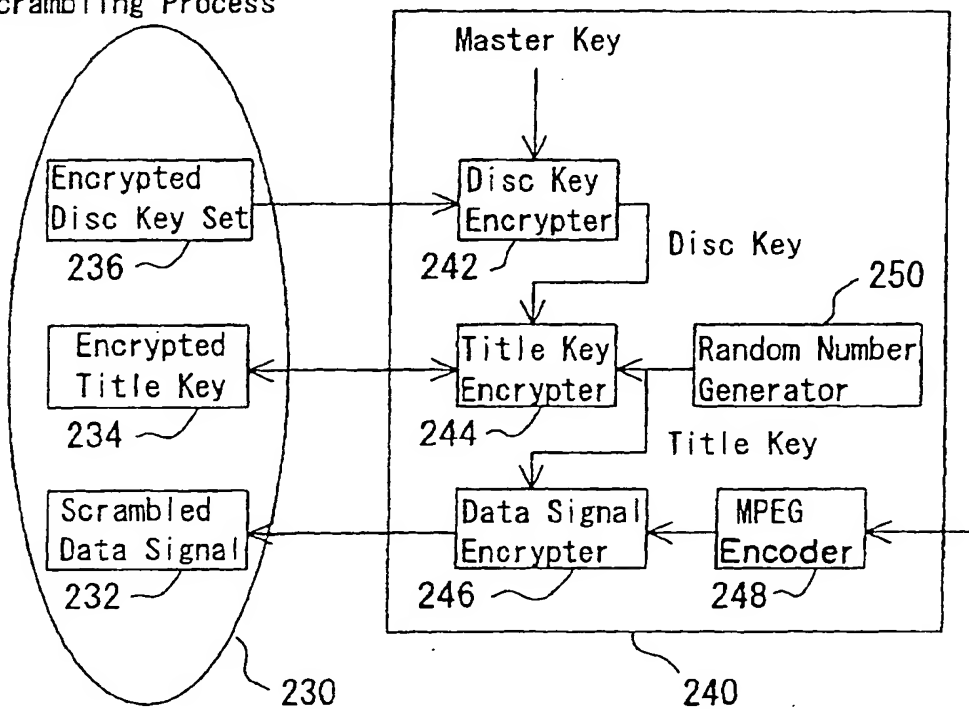 crambling Process
Master Key
Encrypted
Disc Key Set
236
Disc Key
Encrypter
242
Disc Key
250
Encrypted
Title Key
234
Title Key
Encrypter
244
Random Number
Generator
Title Key
Scrambled
Data Signal
232
Data Signal
Encrypter
246
MPEG
Encoder
248
230
240